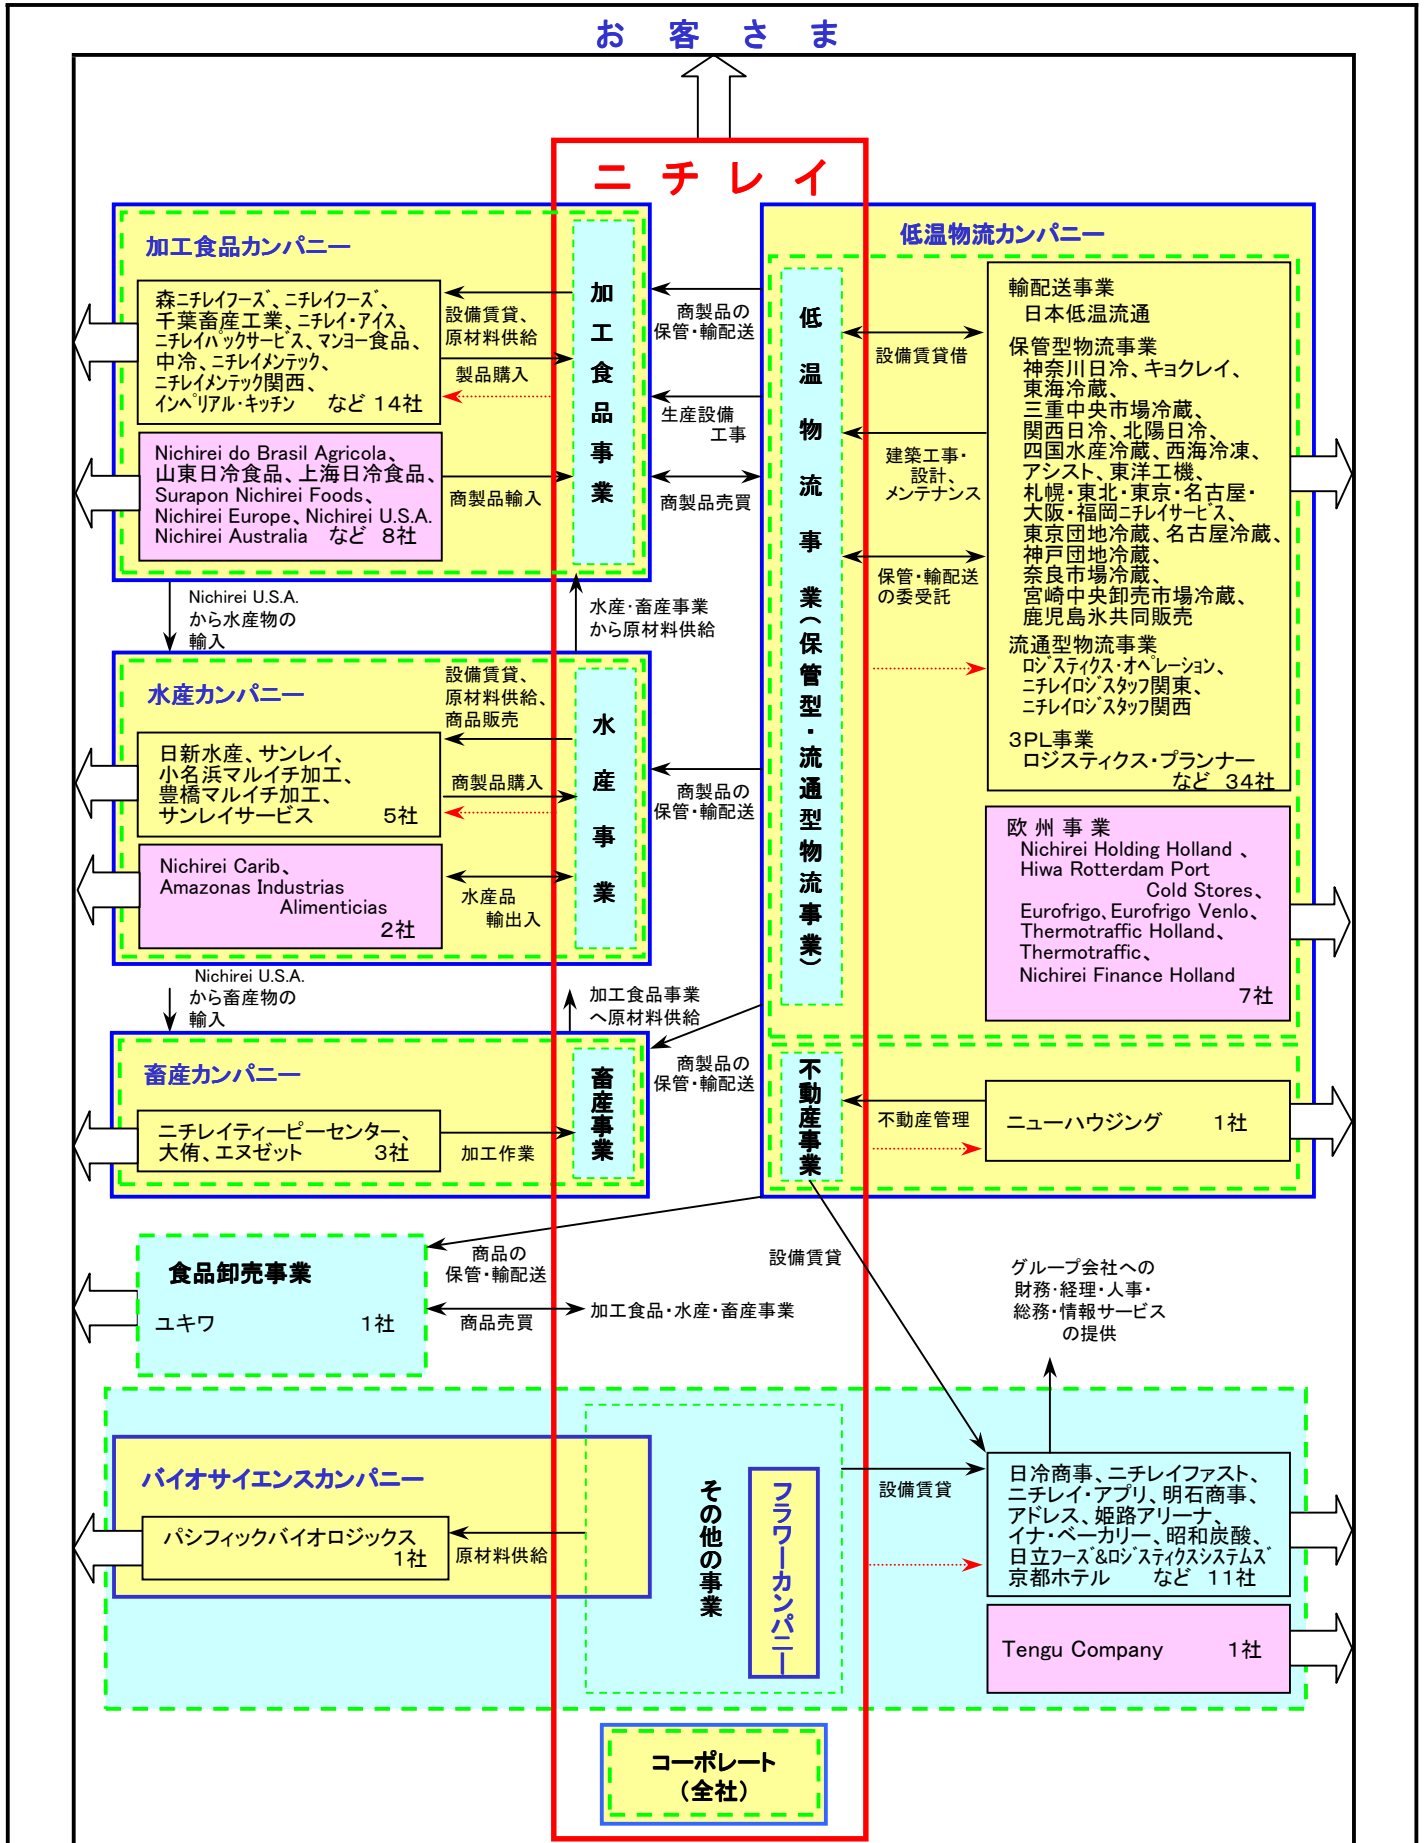 お客さま
ニチレイ
加工食品カンパニー
森ニチレイフーズ、ニチレイフーズ、
千葉畜産工業、ニチレイ・アイス、
ニチレイパックサービス、マンヨー食品、
中冷、ニチレイメンテック、
ニチレイメンテック関西、
インペリアル・キッチン など 14社
Nichirei do Brasil Agricola、
山東日冷食品、上海日冷食品、
Surapon Nichirei Foods、
Nichirei Europe、Nichirei U.S.A.
Nichirei Australia など 8社
設備賃貸、
原材料供給
製品購入
商製品輸入
加工食品事業
商製品の
保管・輸配送
生産設備
工事
商製品売買
Nichirei U.S.A.
から水産物の
輸入
水産・畜産事業
から原材料供給
水産カンパニー
日新水産、サンレイ、
小名浜マルイチ加工、
豊橋マルイチ加工、
サンレイサービス 5社
Nichirei Carib、
Amazonas Industrias
Alimenticias
2社
設備賃貸、
原材料供給、
商品販売
商製品購入
水産品
輸出入
水産事業
商製品の
保管・輸配送
Nichirei U.S.A.
から畜産物の
輸入
加工食品事業
へ原材料供給
畜産カンパニー
ニチレイティーピーセンター、
大侑、エヌゼット 3社
加工作業
畜産事業
商製品の
保管・輸配送
低温物流カンパニー
低温物流事業(保管型・流通型物流事業)
設備賃貸借
建築工事・
設計、
メンテナンス
保管・輸配送
の委受託
輸配送事業
日本低温流通
保管型物流事業
神奈川日冷、キョクレイ、
東海冷蔵、
三重中央市場冷蔵、
関西日冷、北陽日冷、
四国水産冷蔵、西海冷凍、
アシスト、東洋工機、
札幌・東北・東京・名古屋・
大阪・福岡ニチレイサービス、
東京団地冷蔵、名古屋冷蔵、
神戸団地冷蔵、
奈良市場冷蔵、
宮崎中央卸売市場冷蔵、
鹿児島氷共同販売
流通型物流事業
ロジスティクス・オペレーション、
ニチレイロジスタッフ関東、
ニチレイロジスタッフ関西
3PL事業
ロジスティクス・プランナー
など 34社
欧州事業
Nichirei Holding Holland 、
Hiwa Rotterdam Port
Cold Stores、
Eurofrigo、Eurofrigo Venlo、
Thermotraffic Holland、
Thermotraffic、
Nichirei Finance Holland
7社
不動産事業
不動産管理
ニューハウジング 1社
食品卸売事業
ユキワ 1社
商品の
保管・輸配送
商品売買
加工食品・水産・畜産事業
設備賃貸
グループ会社への
財務・経理・人事・
総務・情報サービス
の提供
バイオサイエンスカンパニー
パシフィックバイオロジックス
1社
原材料供給
その他の事業
フラワーカンパニー
設備賃貸
日冷商事、ニチレイファスト、
ニチレイ・アプリ、明石商事、
アドレス、姫路アリーナ、
イナ・ベーカリー、昭和炭酸、
日立フーズ&ロジスティクスシステムズ
京都ホテル など 11社
Tengu Company 1社
コーポレート
(全社)